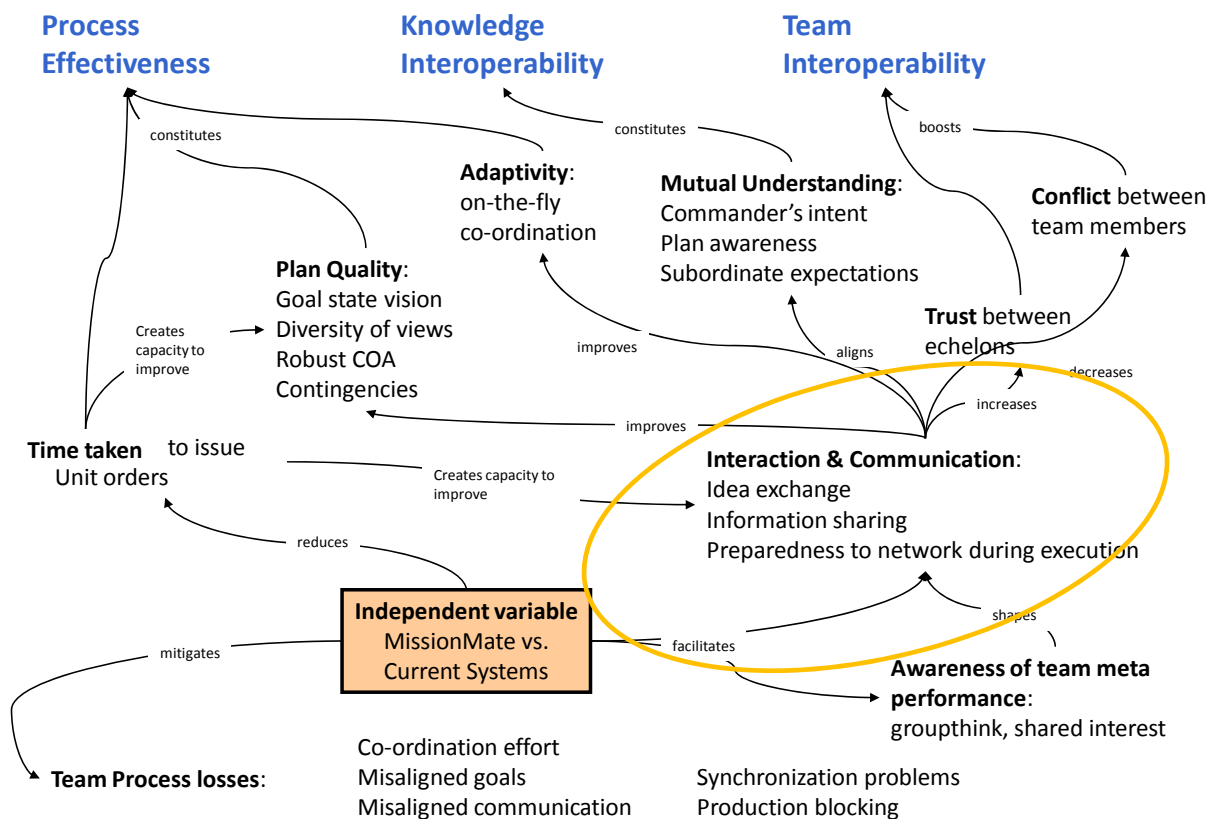 Process
Effectiveness
Knowledge
Interoperability
Team
Interoperability
constitutes
constitutes
boosts
Adaptivity:
on-the-fly
co-ordination
Mutual Understanding:
Commander's intent
Plan awareness
Subordinate expectations
Conflict between
team members
Plan Quality:
Goal state vision
Diversity of views
Robust COA
Contingencies
Creates
capacity to
improve
improves
aligns
Trust between
echelons
decreases
increases
improves
Time taken to issue
Unit orders
Creates capacity to
improve
Interaction & Communication:
Idea exchange
Information sharing
Preparedness to network during execution
reduces
Independent variable
MissionMate vs.
Current Systems
mitigates
facilitates
shapes
Awareness of team meta
performance:
groupthink, shared interest
Team Process losses:
Co-ordination effort
Misaligned goals
Misaligned communication
Synchronization problems
Production blocking